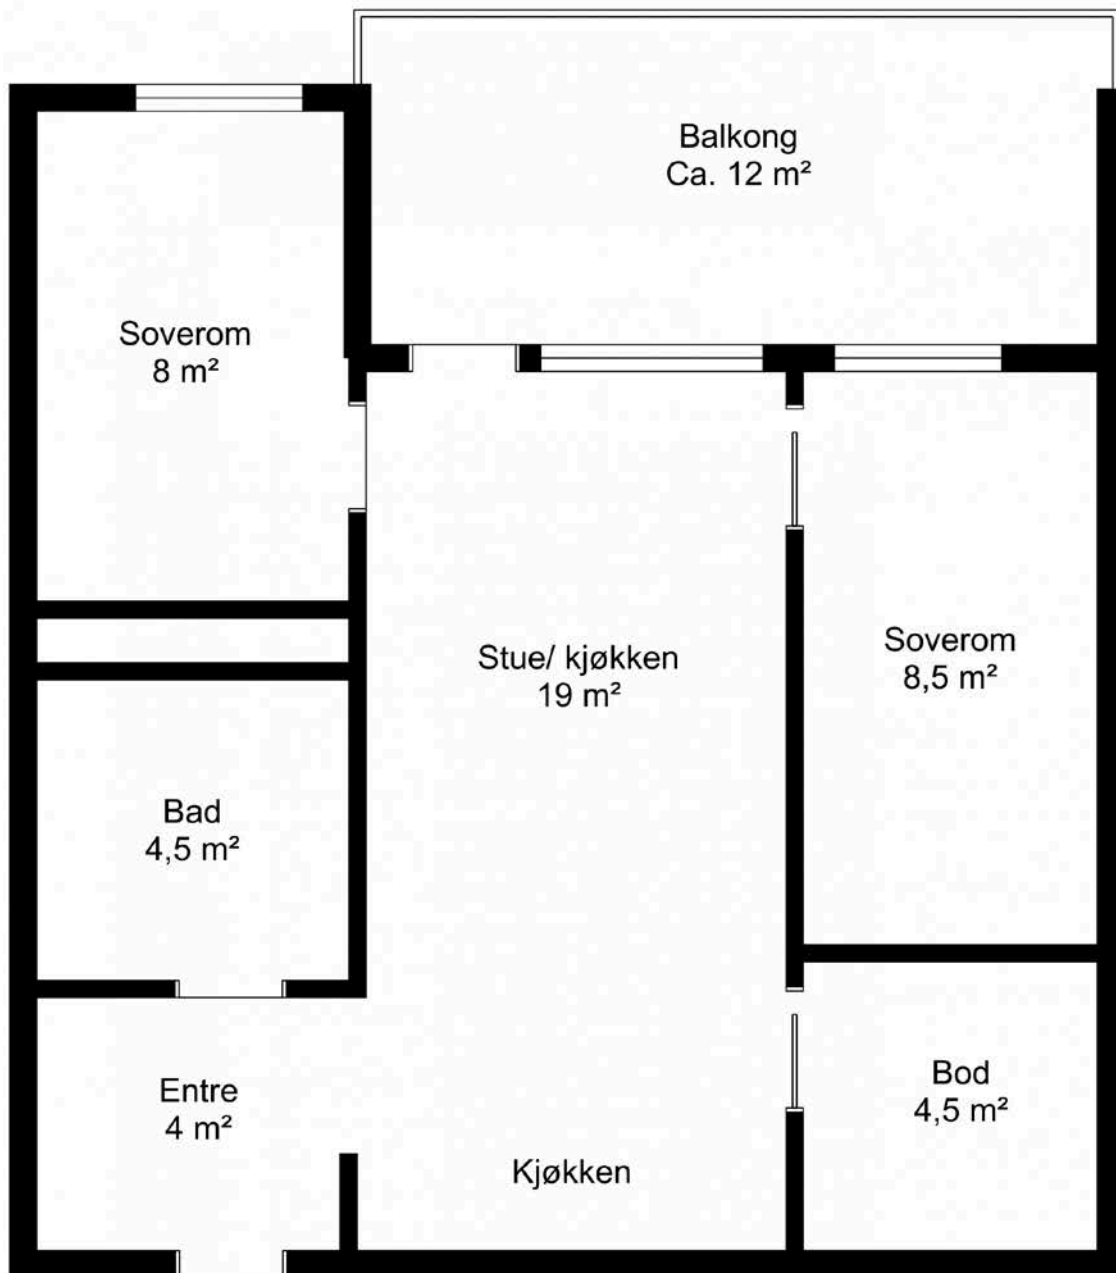 Balkong
Ca. 12 m²
Soverom
8 m²
Stue/ kjøkken
19 m²
Soverom
8,5 m²
Bad
4,5 m²
Entre
4 m²
Bod
4,5 m²
Kjøkken